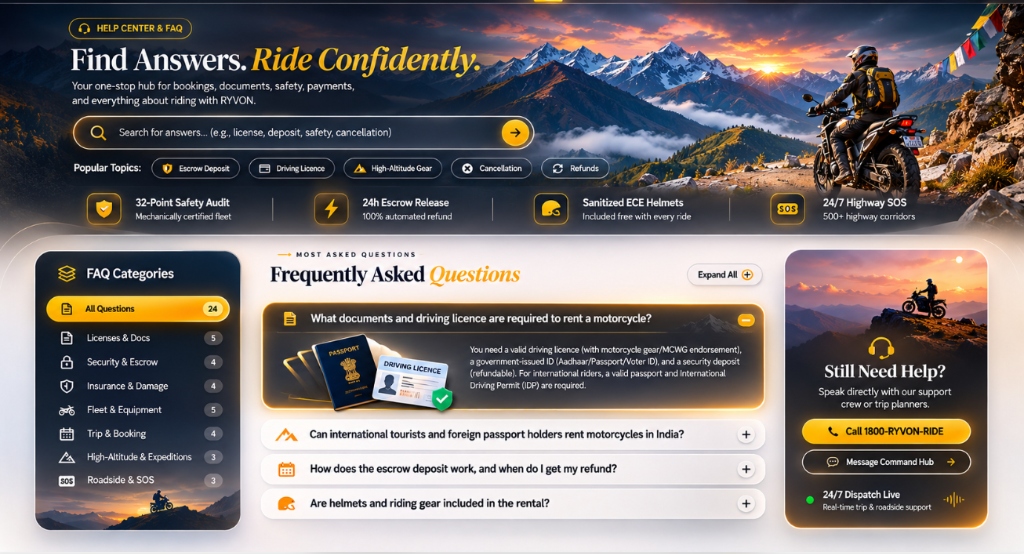 HELP CENTER & FAQ
Find Answers. Ride Confidently.
Your one-stop hub for bookings, documents, safety, payments,
and everything about riding with RYVON.
Search for answers... (e.g., license, deposit, safety, cancellation)
Popular Topics:
Escrow Deposit
Driving Licence
High-Altitude Gear
Cancellation
Refunds
32-Point Safety Audit
Mechanically certified fleet
24h Escrow Release
100% automated refund
Sanitized ECE Helmets
Included free with every ride
SOS
24/7 Highway SOS
500+ highway corridors
FAQ Categories
All Questions 24
Licenses & Docs 5
Security & Escrow 4
Insurance & Damage 4
Fleet & Equipment 5
Trip & Booking 4
High-Altitude & Expeditions 3
SOS Roadside & SOS 3
MOST ASKED QUESTIONS
Frequently Asked Questions
Expand All
What documents and driving licence are required to rent a motorcycle?
PASSPORT
DRIVING LICENCE
You need a valid driving licence (with motorcycle gear/MCWG endorsement),
a government-issued ID (Aadhaar/Passport/Voter ID), and a security deposit
(refundable). For international riders, a valid passport and International
Driving Permit (IDP) are required.
Can international tourists and foreign passport holders rent motorcycles in India?
How does the escrow deposit work, and when do I get my refund?
Are helmets and riding gear included in the rental?
Still Need Help?
Speak directly with our support
crew or trip planners.
Call 1800-RYVON-RIDE
Message Command Hub
24/7 Dispatch Live
Real-time trip & roadside support